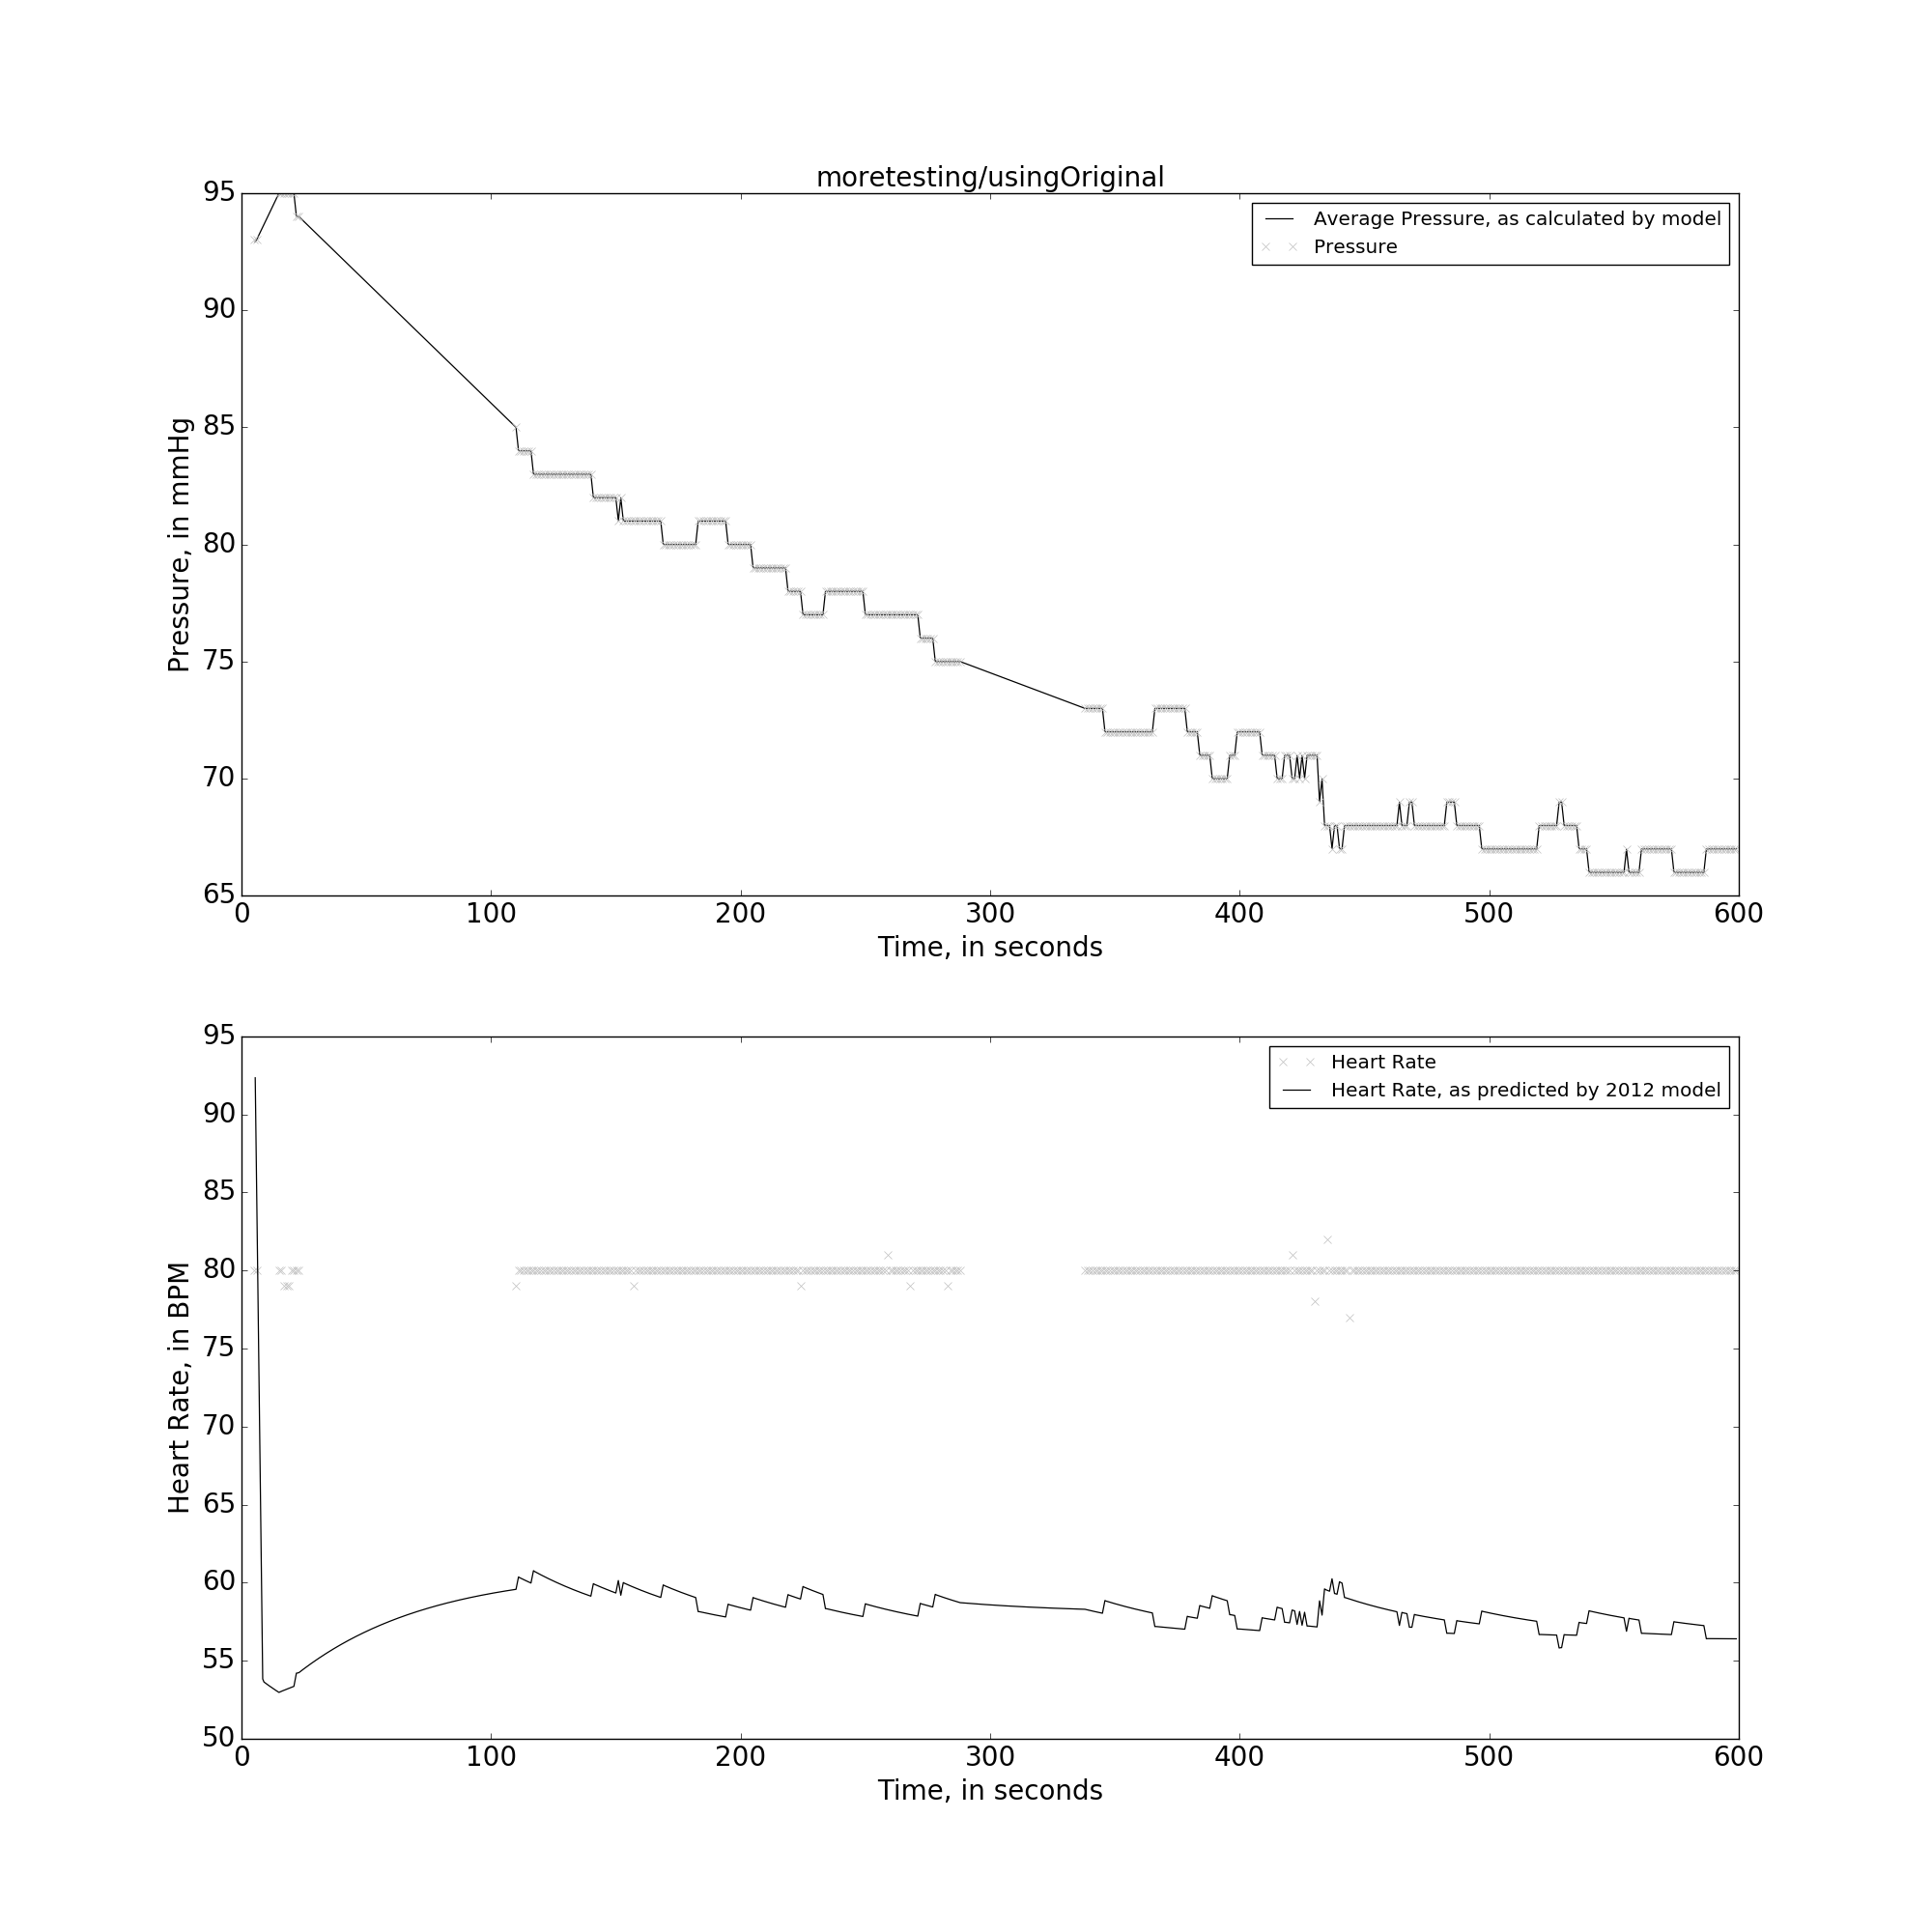 moretesting/usingOriginal
95
90
85
80
75
70
65
Pressure, in mmHg
Average Pressure, as calculated by model
Pressure
0 100 200 300 400 500 600
Time, in seconds
95
90
85
80
75
70
65
60
55
50
Heart Rate, in BPM
Heart Rate
Heart Rate, as predicted by 2012 model
0 100 200 300 400 500 600
Time, in seconds